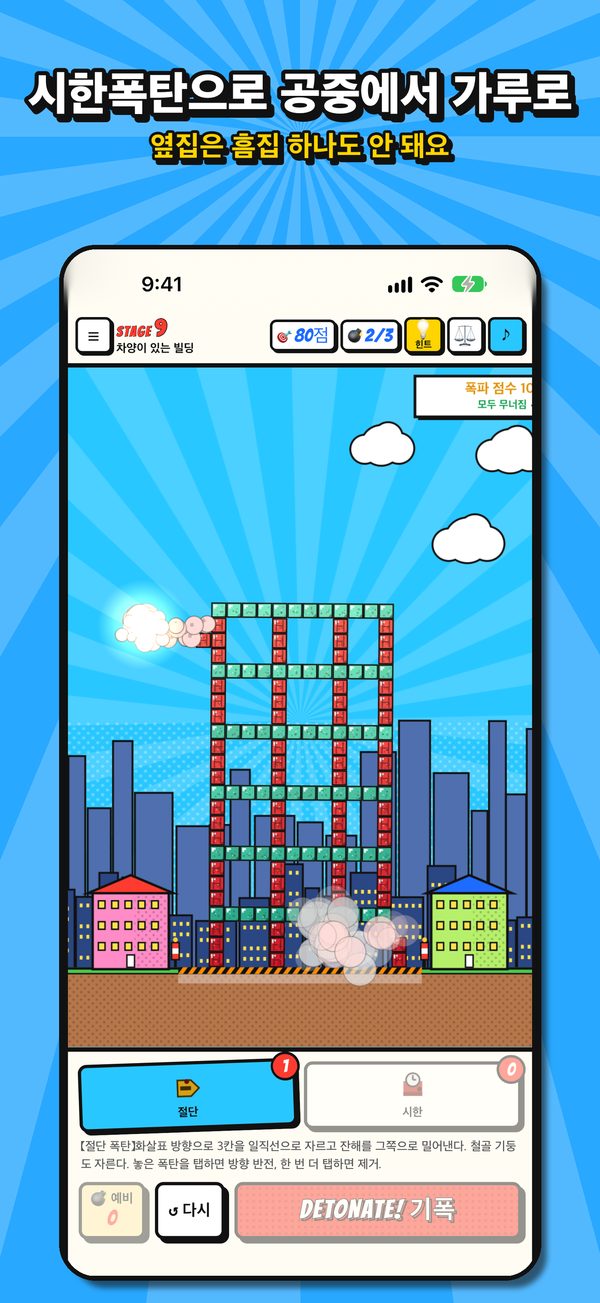 시한폭탄으로 공중에서 가루로
옆집은 흠집 하나도 안 돼요
9:41
STAGE 9
차양이 있는 빌딩
80점
2/3
힌트
폭파 점수 10
모두 무너짐
1
절단
0
시한
【절단 폭탄】화살표 방향으로 3칸을 일직선으로 자르고 잔해를 그쪽으로 밀어낸다. 철골 기둥
도 자른다. 놓은 폭탄을 탭하면 방향 반전, 한 번 더 탭하면 제거.
예비
0
↺ 다시
DETONATE! 기폭